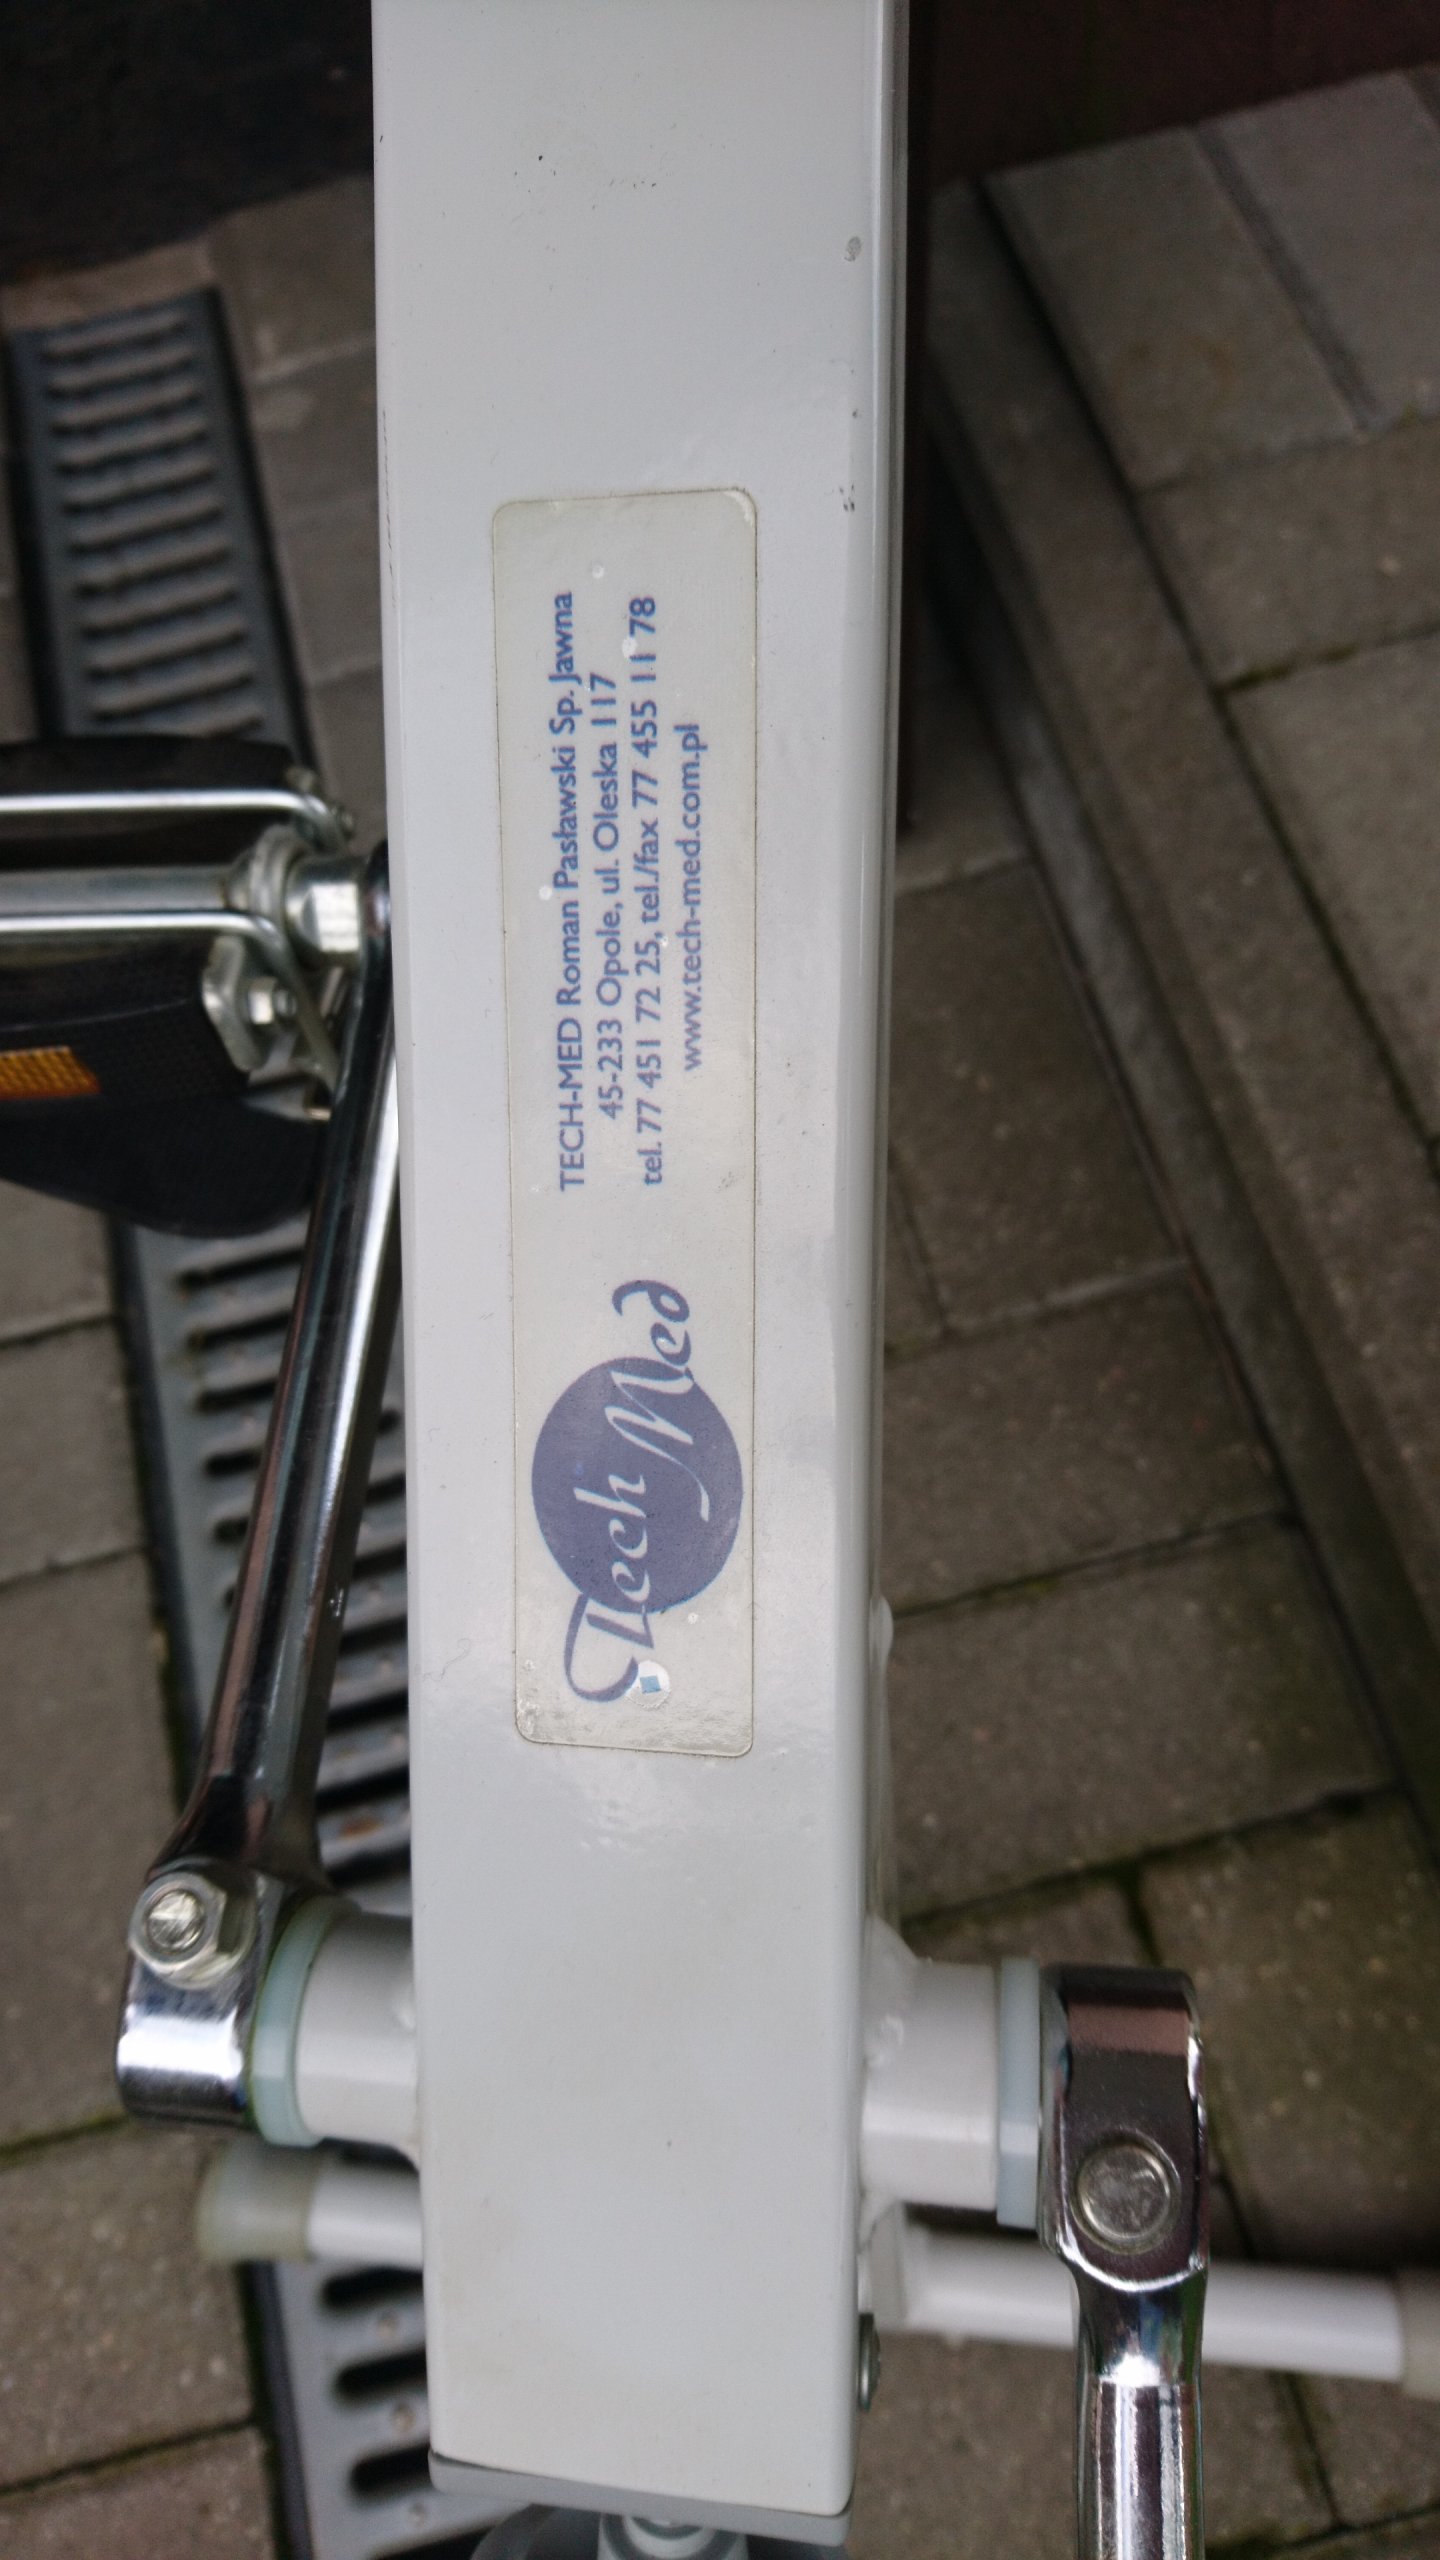 Tech Med
TECH-MED Roman Pasławski Sp. Jawna
45-233 Opole, ul. Oleska 117
tel. 77 451 72 25, tel./fax 77 455 11 78
www.tech-med.com.pl